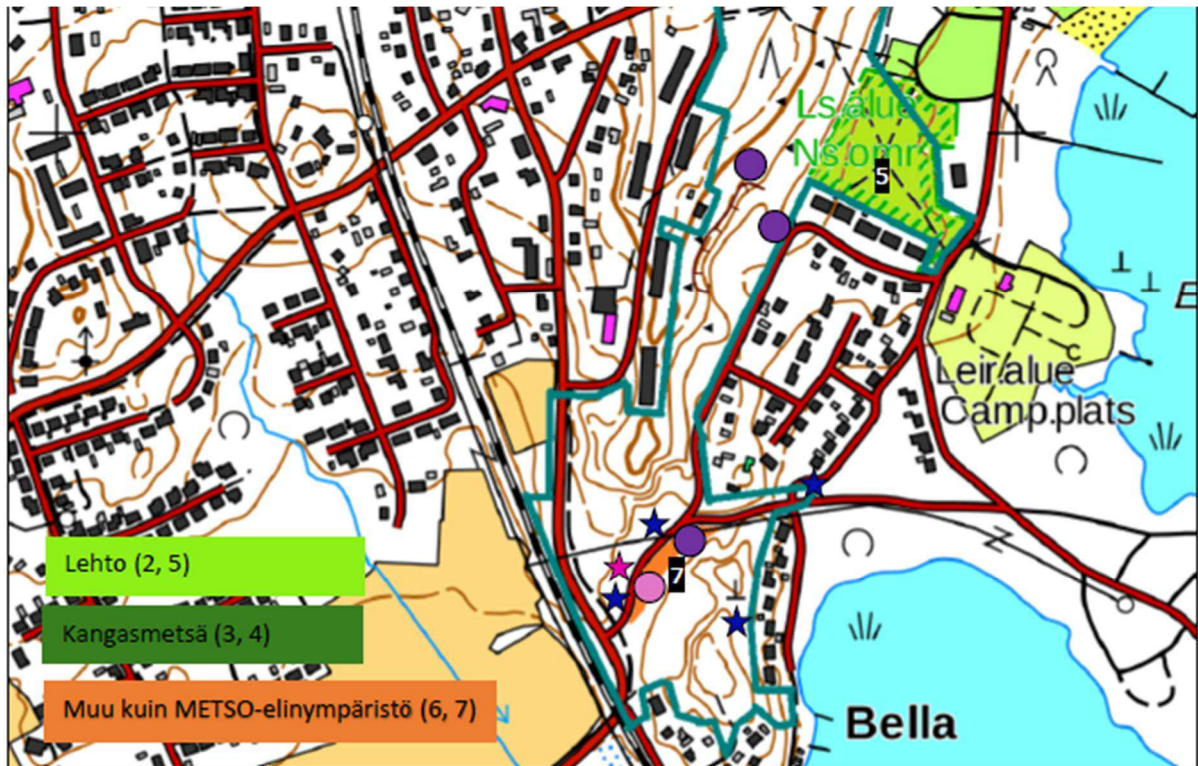 Ls.alue
Ns.omr
5
E
Leir.alue
Camp.plats
7
Lehto (2, 5)
Kangasmetsä (3, 4)
Muu kuin METSO-elinympäristö (6, 7)
Bella